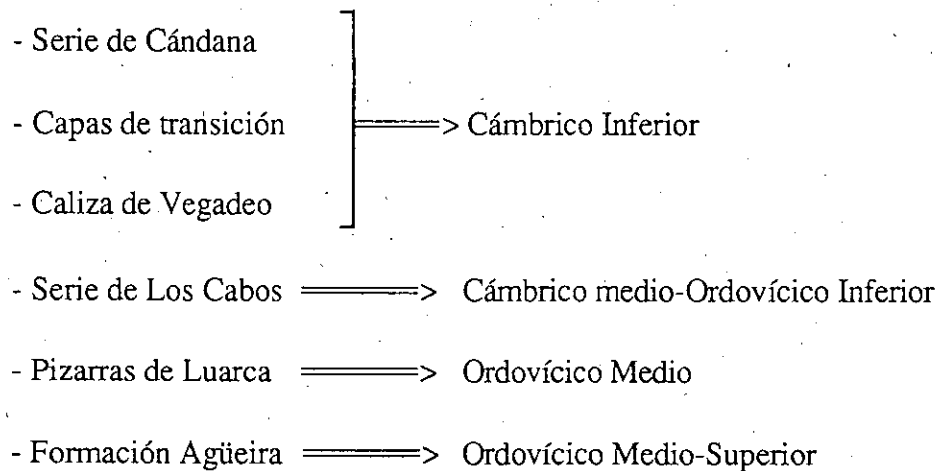 - Serie de Cándana
- Capas de transición ====> Cámbrico Inferior
- Caliza de Vegadeo
- Serie de Los Cabos ====> Cámbrico medio-Ordovícico Inferior
- Pizarras de Luarca ====> Ordovícico Medio
- Formación Agüeira ====> Ordovícico Medio-Superior